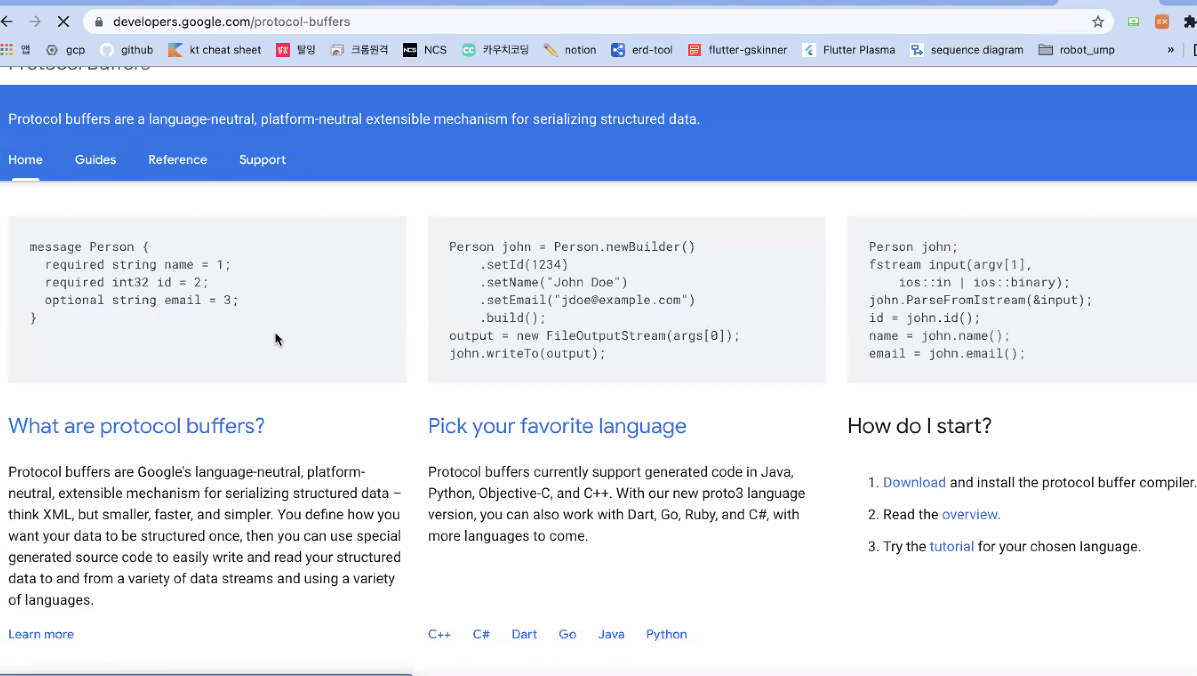 developers.google.com/protocol-buffers
앱 gcp github kt cheat sheet 탈잉 크롬원격 NCS 카우치코딩 notion erd-tool flutter-gskinner Flutter Plasma sequence diagram robot_ump »
Protocol Buffers
Protocol buffers are a language-neutral, platform-neutral extensible mechanism for serializing structured data.
Home Guides Reference Support
message Person {
required string name = 1;
required int32 id = 2;
optional string email = 3;
}
Person john = Person.newBuilder()
.setId(1234)
.setName("John Doe")
.setEmail("jdoe@example.com")
.build();
output = new FileOutputStream(args[0]);
john.writeTo(output);
Person john;
fstream input(argv[1],
ios::in | ios::binary);
john.ParseFromIstream(&input);
id = john.id();
name = john.name();
email = john.email();
What are protocol buffers?
Protocol buffers are Google's language-neutral, platform-
neutral, extensible mechanism for serializing structured data –
think XML, but smaller, faster, and simpler. You define how you
want your data to be structured once, then you can use special
generated source code to easily write and read your structured
data to and from a variety of data streams and using a variety
of languages.
Learn more
Pick your favorite language
Protocol buffers currently support generated code in Java,
Python, Objective-C, and C++. With our new proto3 language
version, you can also work with Dart, Go, Ruby, and C#, with
more languages to come.
C++ C# Dart Go Java Python
How do I start?
1. Download and install the protocol buffer compiler.
2. Read the overview.
3. Try the tutorial for your chosen language.